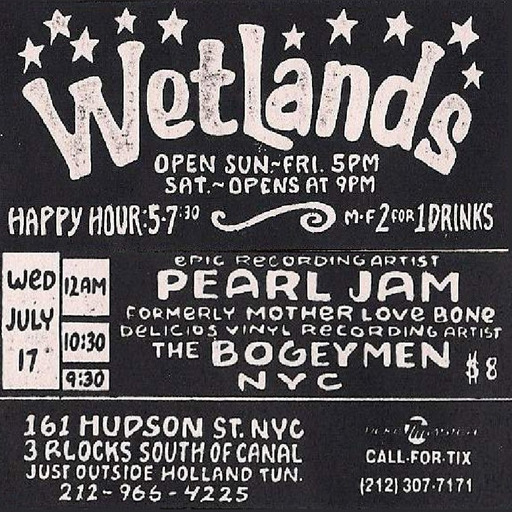 Wetlands
OPEN SUN~FRI. 5PM
SAT.~OPENS AT 9PM
HAPPY HOUR:5-7:30 M-F 2 FOR 1 DRINKS
WED JULY 17
12AM
10:30
9:30
EPIC RECORDING ARTIST
PEARL JAM
FORMERLY MOTHER LOVE BONE
DELICIOS VINYL RECORDING ARTIST
THE BOGEYMEN
NYC
$8
161 HUDSON ST. NYC
3 RLOCKS SOUTH OF CANAL
JUST OUTSIDE HOLLAND TUN.
212-966-4225
CALL-FOR-TIX
(212) 307-7171